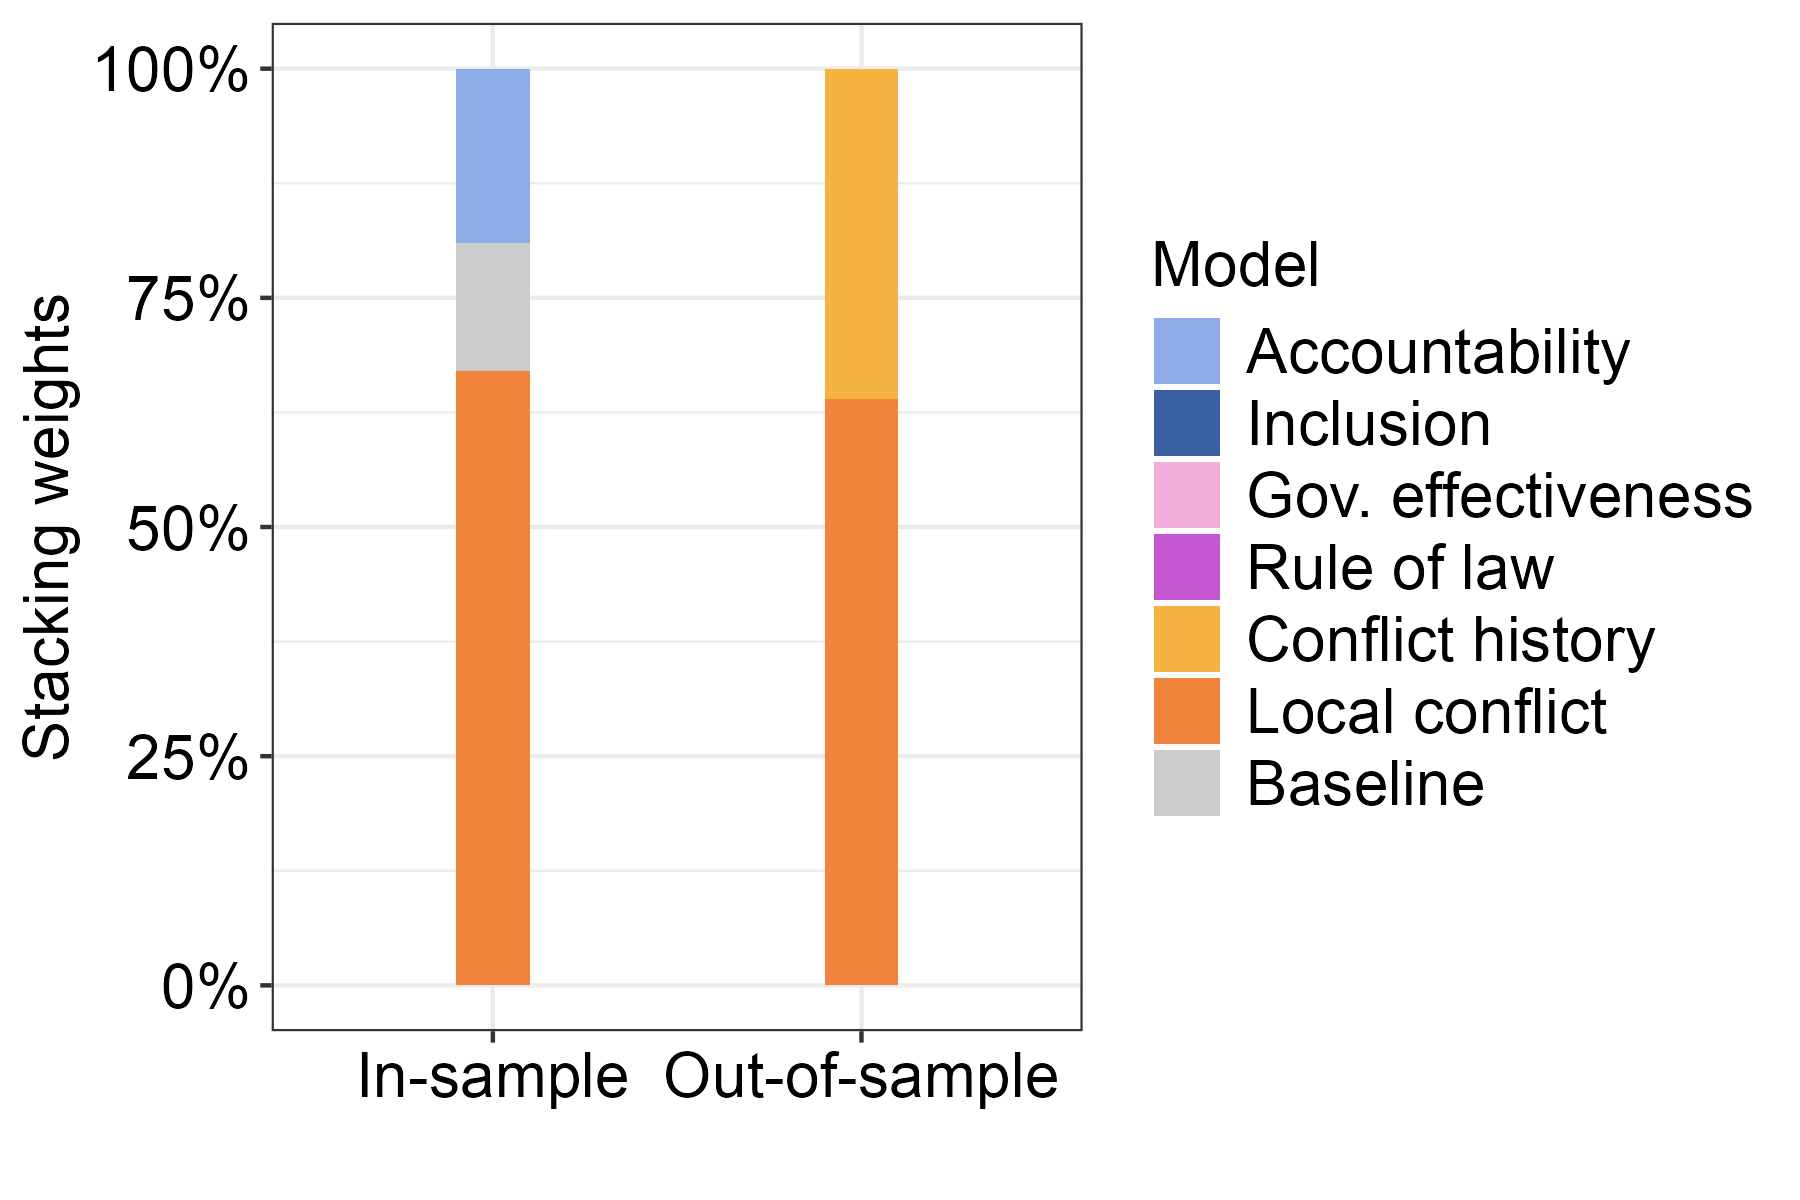 Stacking weights
100%
75%
50%
25%
0%
In-sample
Out-of-sample
Model
Accountability
Inclusion
Gov. effectiveness
Rule of law
Conflict history
Local conflict
Baseline